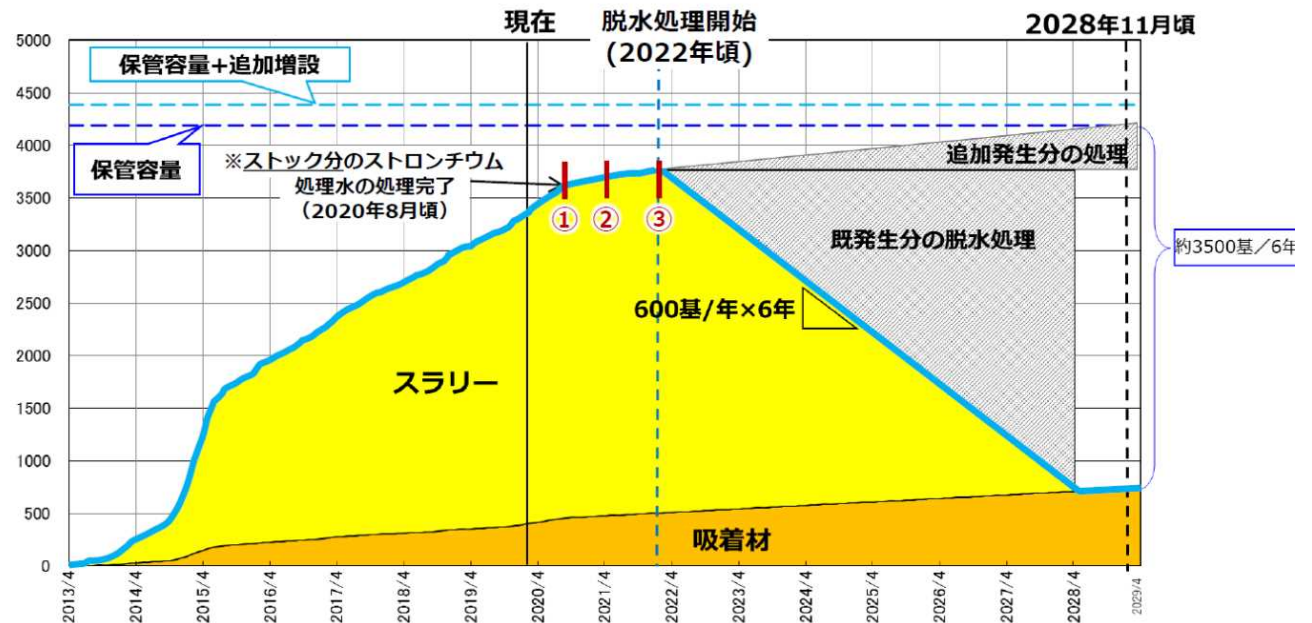 現在
脱水処理開始
(2022年頃)
2028年11月頃
保管容量+追加増設
保管容量
※ストック分のストロンチウム
処理水の処理完了
(2020年8月頃)
①
②
③
追加発生分の処理
既発生分の脱水処理
約3500基/6年
600基/年×6年
スラリー
吸着材
5000
4500
4000
3500
3000
2500
2000
1500
1000
500
0
2013/4
2014/4
2015/4
2016/4
2017/4
2018/4
2019/4
2020/4
2021/4
2022/4
2023/4
2024/4
2025/4
2026/4
2027/4
2028/4
2029/4